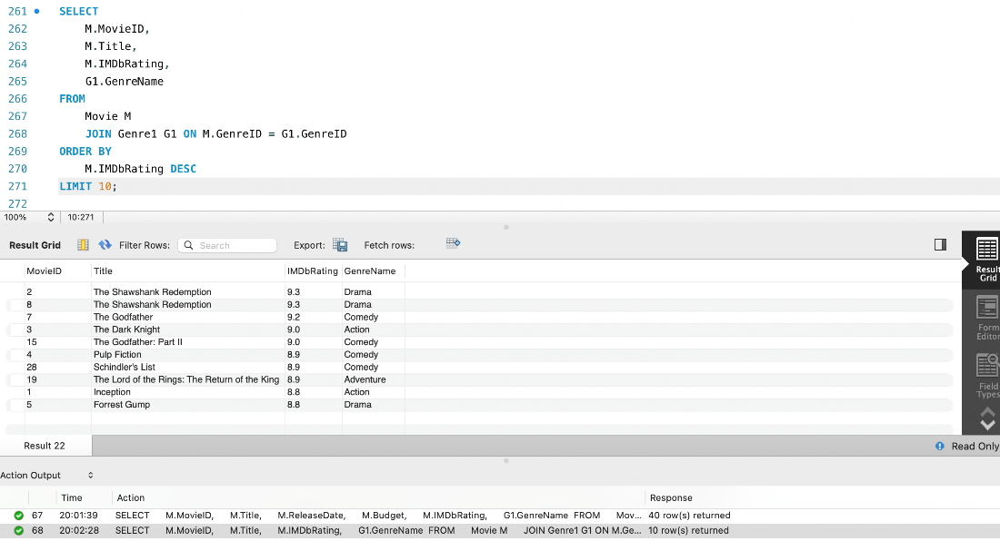 261 SELECT
262 M.MovieID,
263 M.Title,
264 M.IMDbRating,
265 G1.GenreName
266 FROM
267 Movie M
268 JOIN Genre1 G1 ON M.GenreID = G1.GenreID
269 ORDER BY
270 M.IMDbRating DESC
271 LIMIT 10;
272
100% 10:271
Result Grid Filter Rows: Search Export: Fetch rows:
MovieID Title IMDbRating GenreName
2 The Shawshank Redemption 9.3 Drama
8 The Shawshank Redemption 9.3 Drama
7 The Godfather 9.2 Comedy
3 The Dark Knight 9.0 Action
15 The Godfather: Part II 9.0 Comedy
4 Pulp Fiction 8.9 Comedy
28 Schindler's List 8.9 Comedy
19 The Lord of the Rings: The Return of the King 8.9 Adventure
1 Inception 8.8 Action
5 Forrest Gump 8.8 Drama
Result
Grid
Form
Editor
Field
Types
Result 22 Read Only
Action Output
Time Action Response
67 20:01:39 SELECT M.MovieID, M.Title, M.ReleaseDate, M.Budget, M.IMDbRating, G1.GenreName FROM Mov... 40 row(s) returned
68 20:02:28 SELECT M.MovieID, M.Title, M.IMDbRating, G1.GenreName FROM Movie M JOIN Genre1 G1 ON M.Ge... 10 row(s) returned